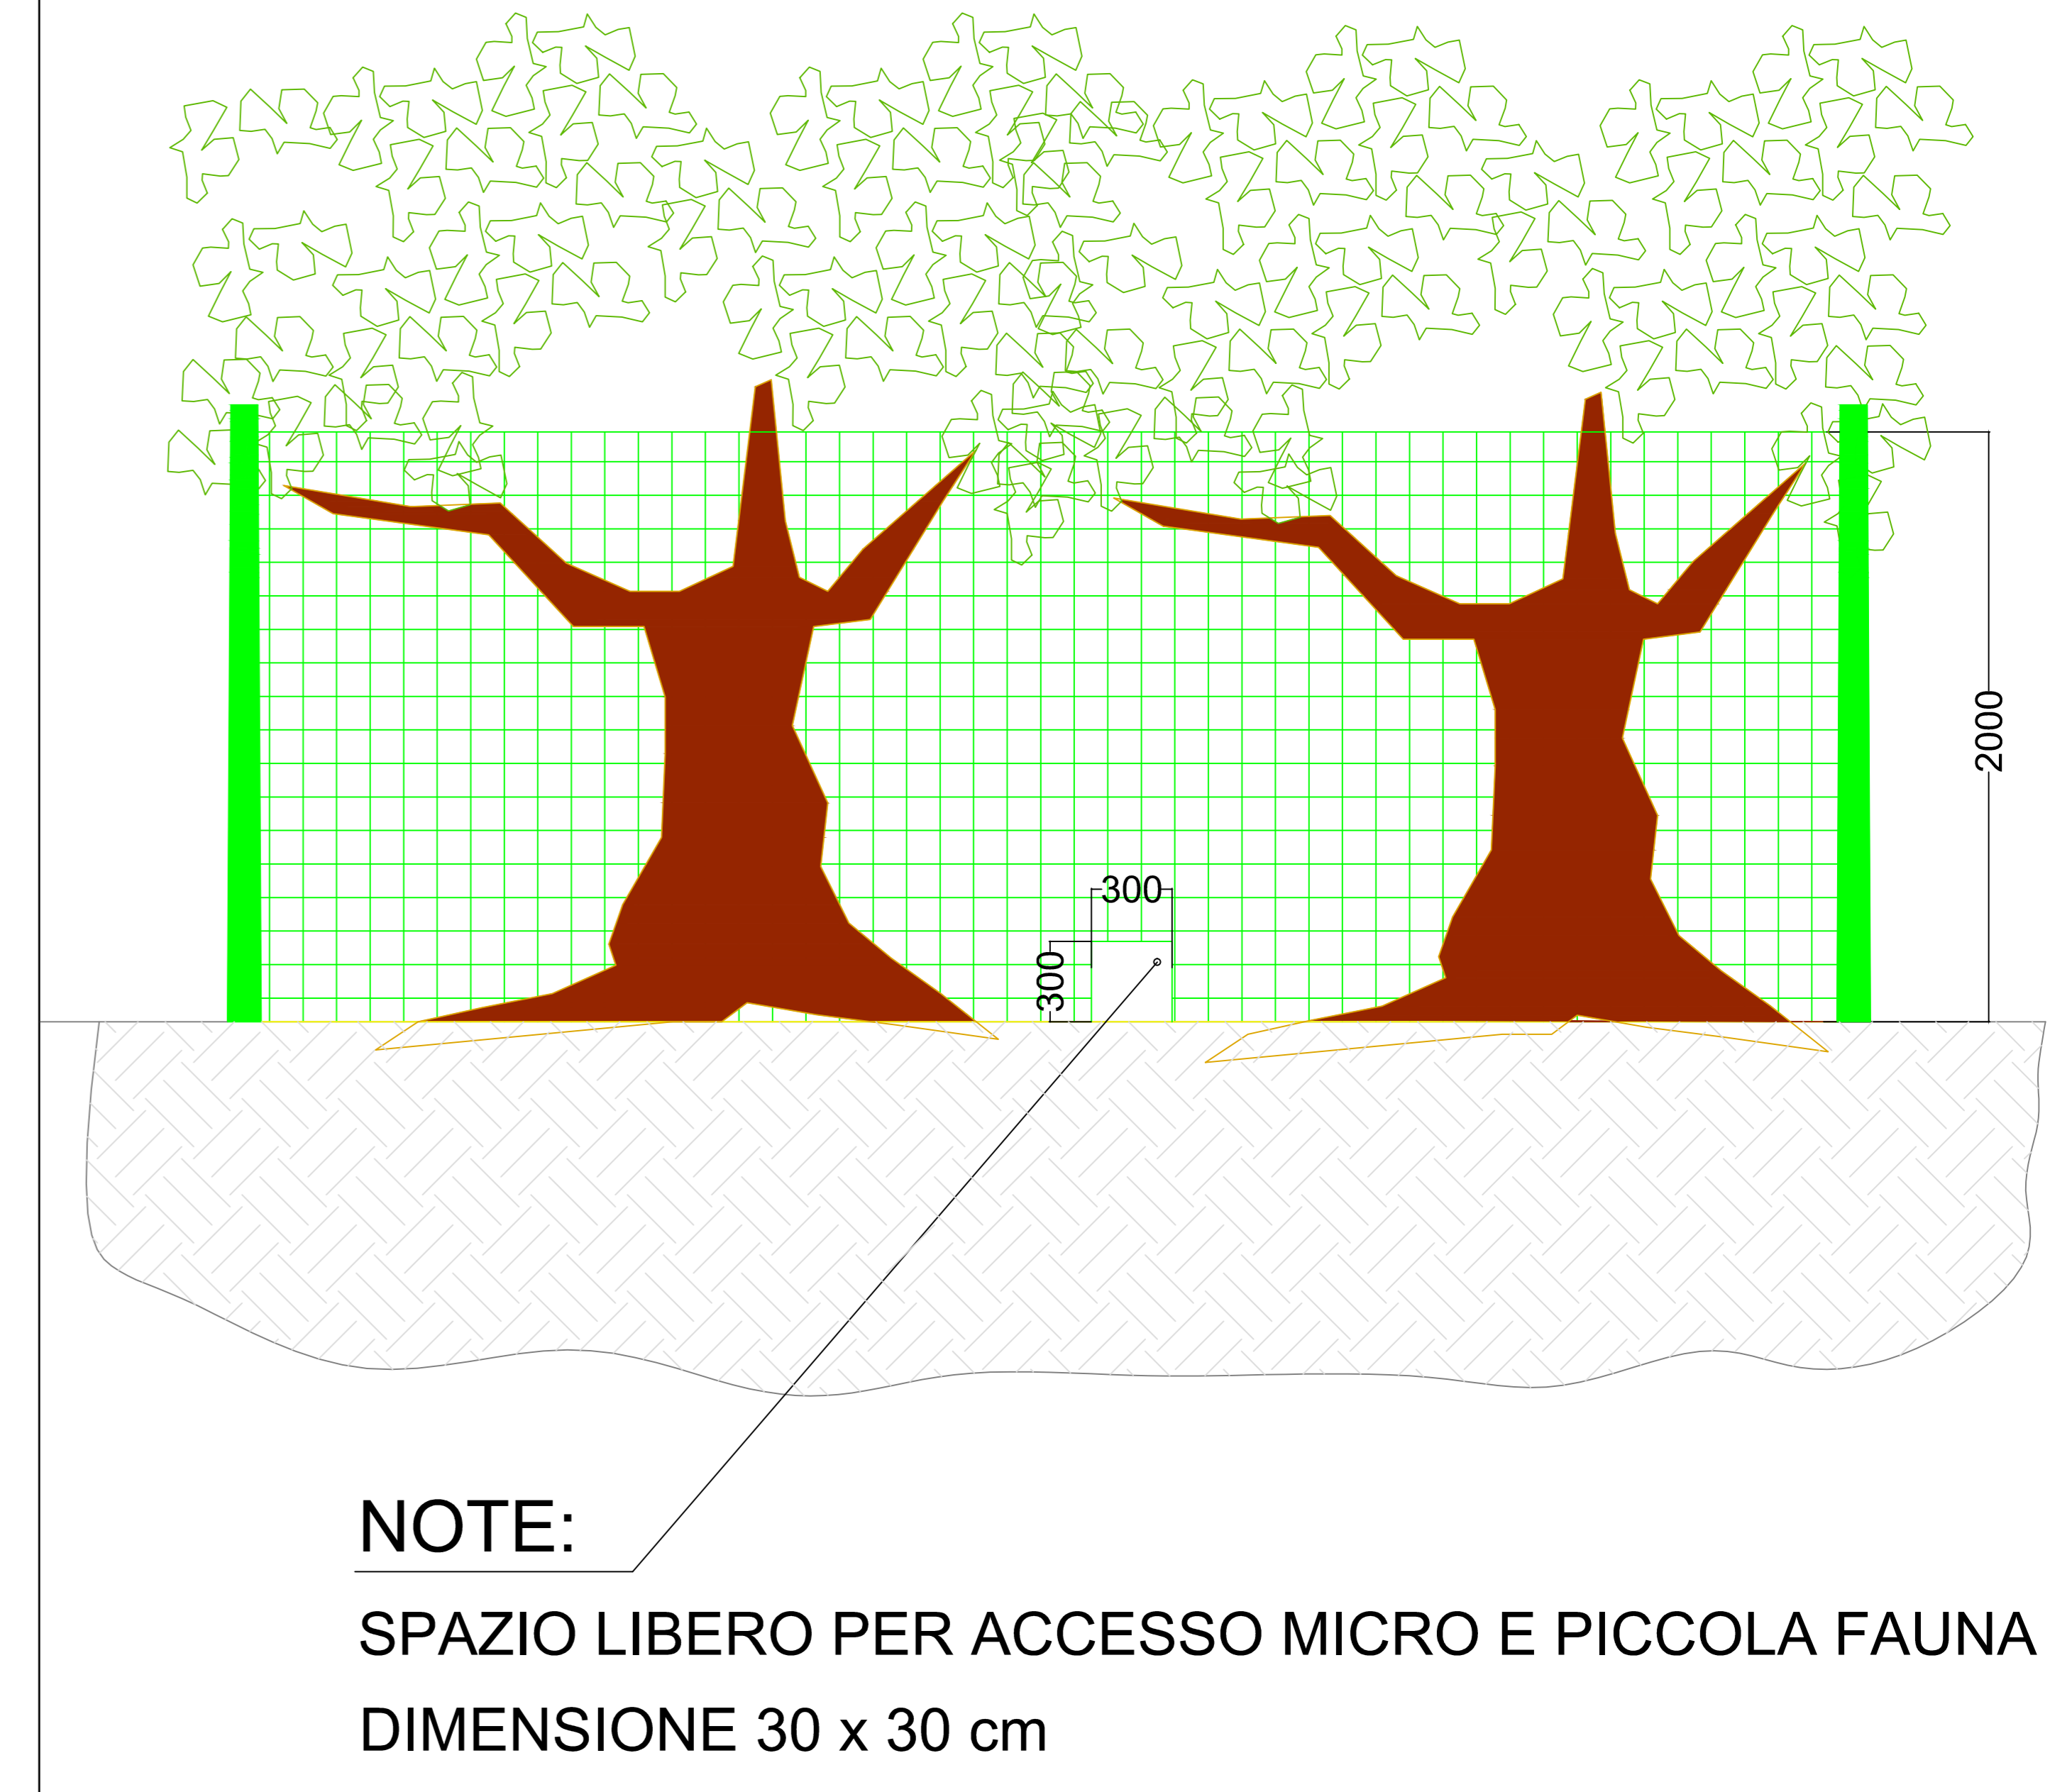 2000
300
300
NOTE:
SPAZIO LIBERO PER ACCESSO MICRO E PICCOLA FAUNA
DIMENSIONE 30 x 30 cm